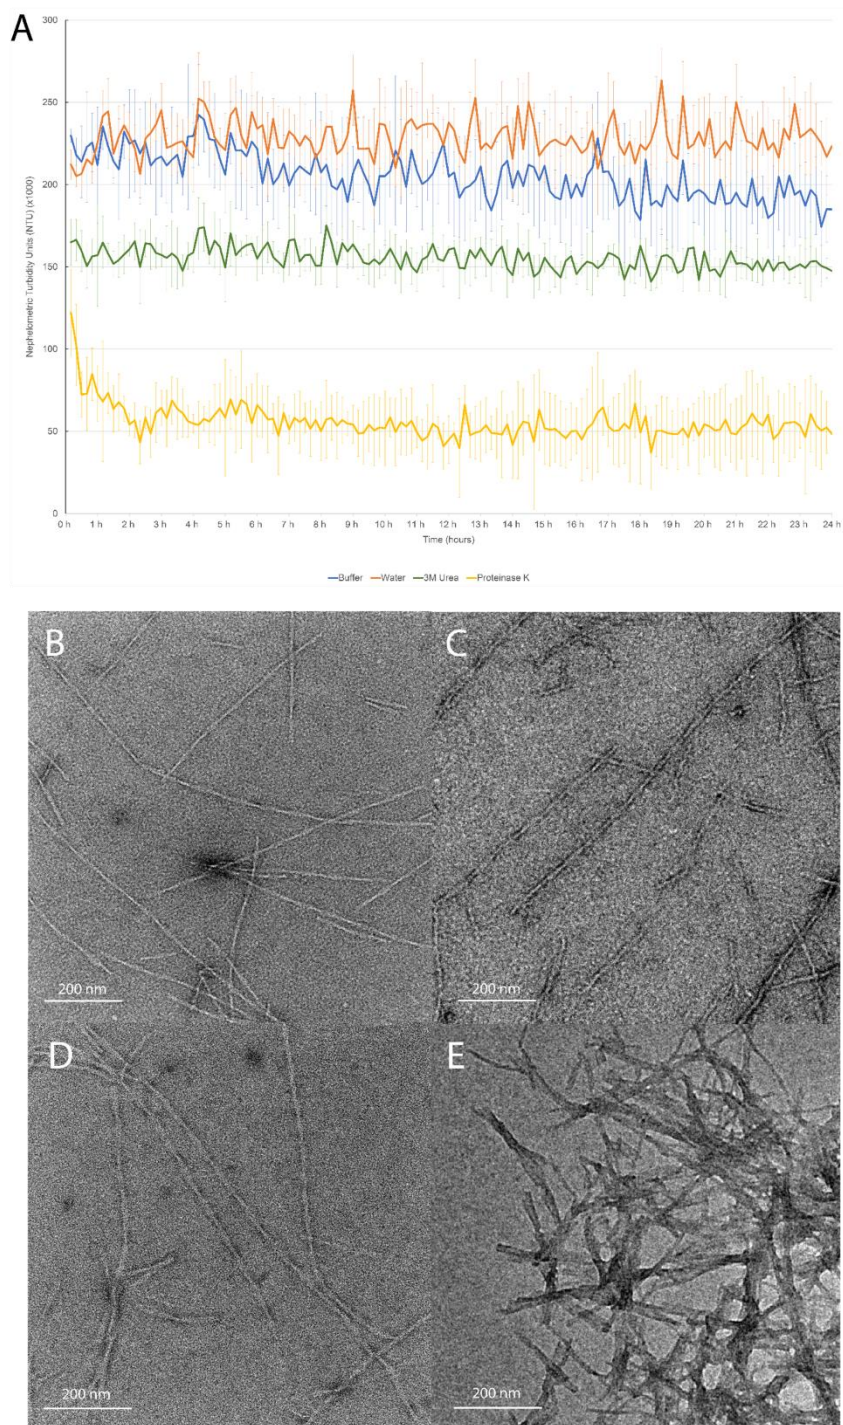 A
Nephelometric Turbidity Units (NTU) (x1000)
300
250
200
150
100
50
0
0 h 1 h 2 h 3 h 4 h 5 h 6 h 7 h 8 h 9 h 10 h 11 h 12 h 13 h 14 h 15 h 16 h 17 h 18 h 19 h 20 h 21 h 22 h 23 h 24 h
Time (hours)
Buffer Water 3M Urea Proteinase K
B
200 nm
C
200 nm
D
200 nm
E
200 nm